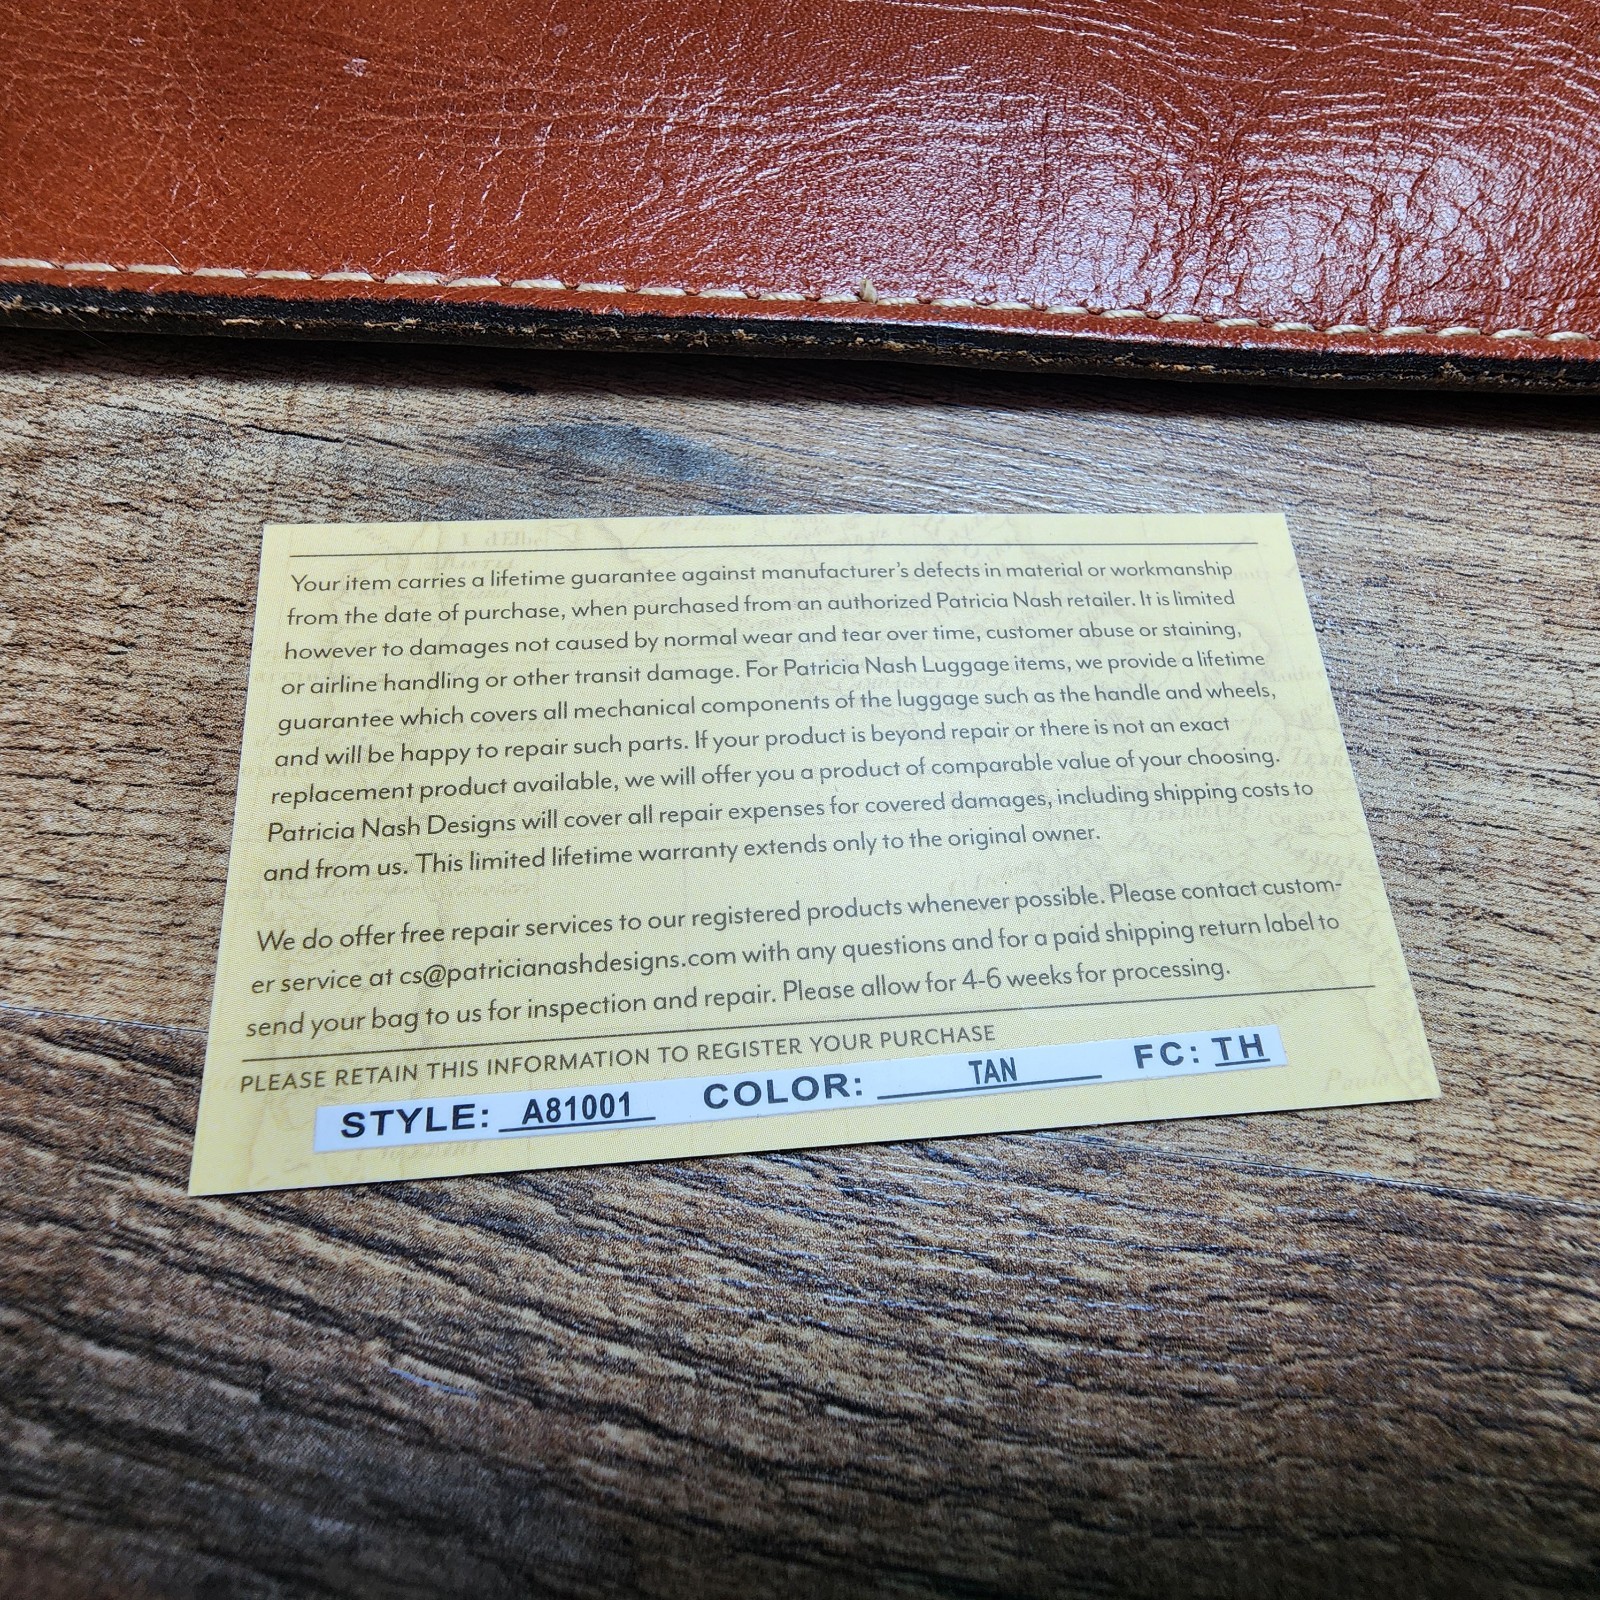 Your item carries a lifetime guarantee against manufacturer's defects in material or workmanship
from the date of purchase, when purchased from an authorized Patricia Nash retailer. It is limited
however to damages not caused by normal wear and tear over time, customer abuse or staining,
or airline handling or other transit damage. For Patricia Nash Luggage items, we provide a lifetime
guarantee which covers all mechanical components of the luggage such as the handle and wheels,
and will be happy to repair such parts. If your product is beyond repair or there is not an exact
replacement product available, we will offer you a product of comparable value of your choosing.
Patricia Nash Designs will cover all repair expenses for covered damages, including shipping costs to
and from us. This limited lifetime warranty extends only to the original owner.
We do offer free repair services to our registered products whenever possible. Please contact custom-
er service at cs@patricianashdesigns.com with any questions and for a paid shipping return label to
send your bag to us for inspection and repair. Please allow for 4-6 weeks for processing.
PLEASE RETAIN THIS INFORMATION TO REGISTER YOUR PURCHASE
STYLE: A81001 COLOR: TAN FC: TH